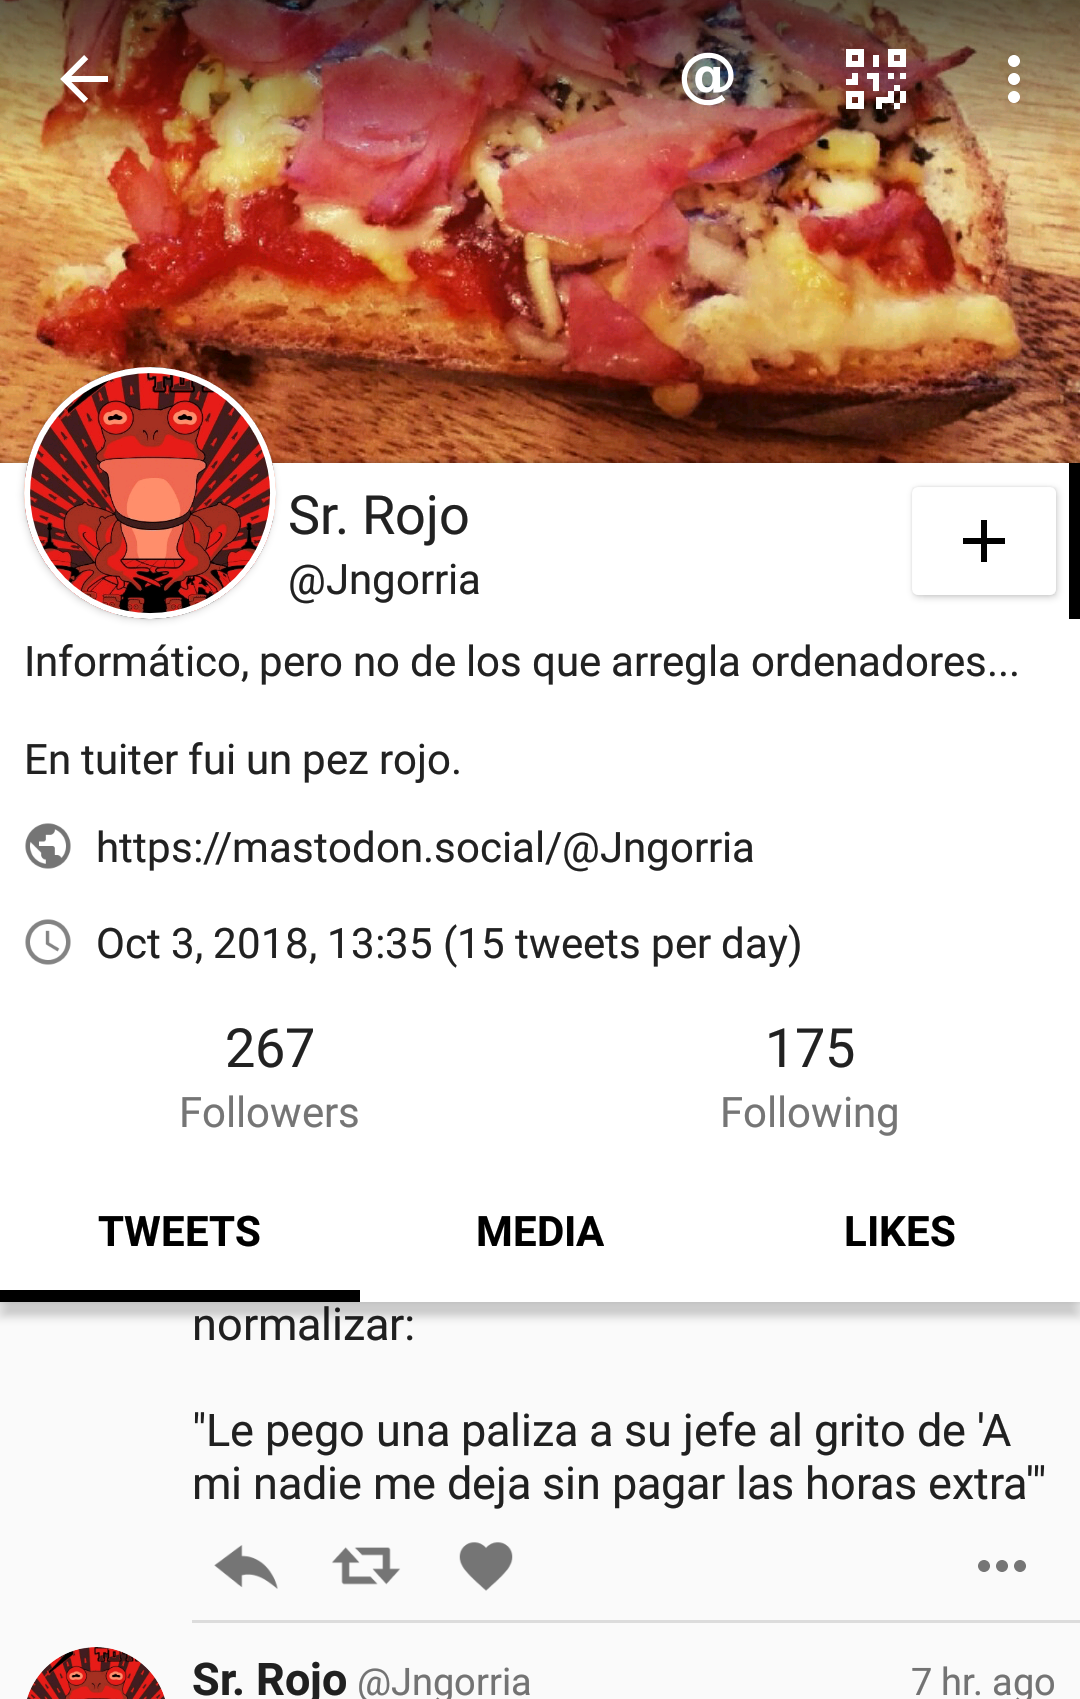 @
Sr. Rojo
@Jngorria
Informático, pero no de los que arregla ordenadores...
En tuiter fui un pez rojo.
https://mastodon.social/@Jngorria
Oct 3, 2018, 13:35 (15 tweets per day)
267 175
Followers Following
TWEETS MEDIA LIKES
normalizar:
"Le pego una paliza a su jefe al grito de 'A
mi nadie me deja sin pagar las horas extra'"
Sr. Rojo @Jngorria 7 hr. ago